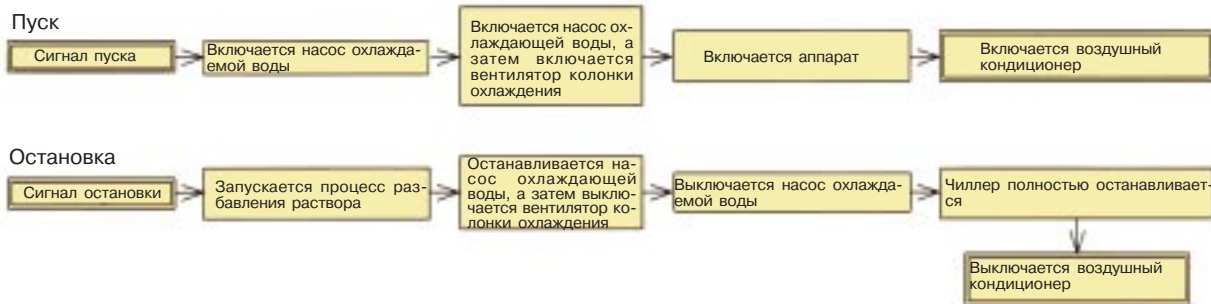 Пуск
Сигнал пуска
Включается насос охлажда-
емой воды
Включается насос ох-
лаждающей воды, а
затем включается
вентилятор колонки
охлаждения
Включается аппарат
Включается воздушный
кондиционер
Остановка
Сигнал остановки
Запускается процесс раз-
бавления раствора
Останавливается на-
сос охлаждающей
воды, а затем выклю-
чается вентилятор ко-
лонки охлаждения
Выключается насос охлажда-
емой воды
Чиллер полностью останавливает-
ся
Выключается воздушный
кондиционер